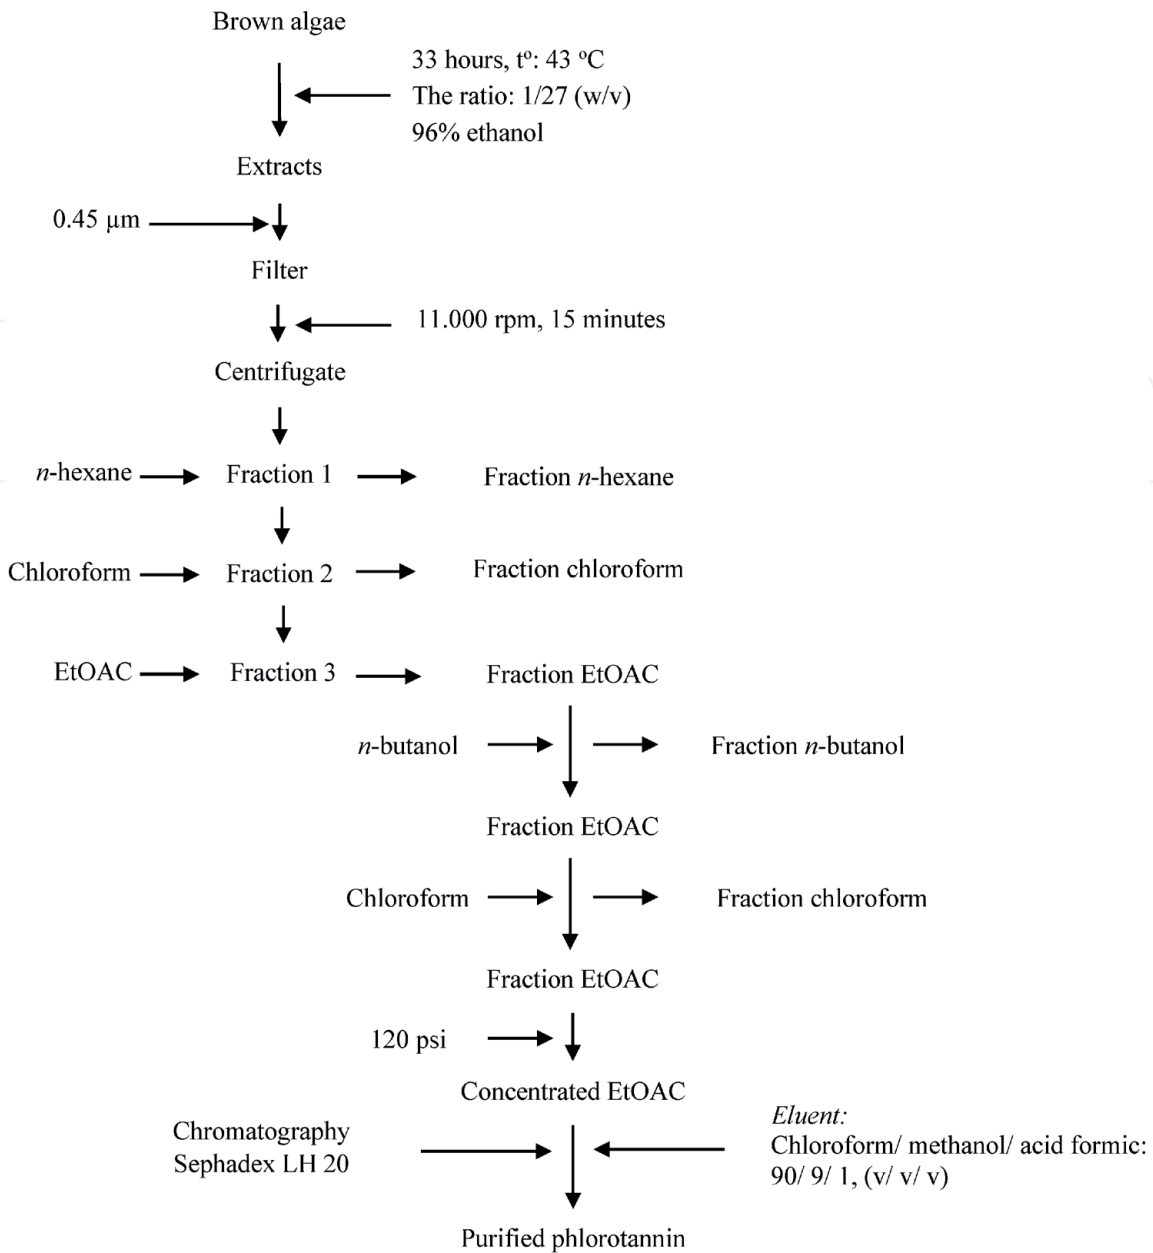 Brown algae
33 hours, tº: 43 ºC
The ratio: 1/27 (w/v)
96% ethanol
Extracts
0.45 µm
Filter
11.000 rpm, 15 minutes
Centrifugate
n-hexane
Fraction 1
Fraction n-hexane
Chloroform
Fraction 2
Fraction chloroform
EtOAC
Fraction 3
Fraction EtOAC
n-butanol
Fraction n-butanol
Fraction EtOAC
Chloroform
Fraction chloroform
Fraction EtOAC
120 psi
Concentrated EtOAC
Chromatography
Sephadex LH 20
Eluent:
Chloroform/ methanol/ acid formic:
90/ 9/ 1, (v/ v/ v)
Purified phlorotannin